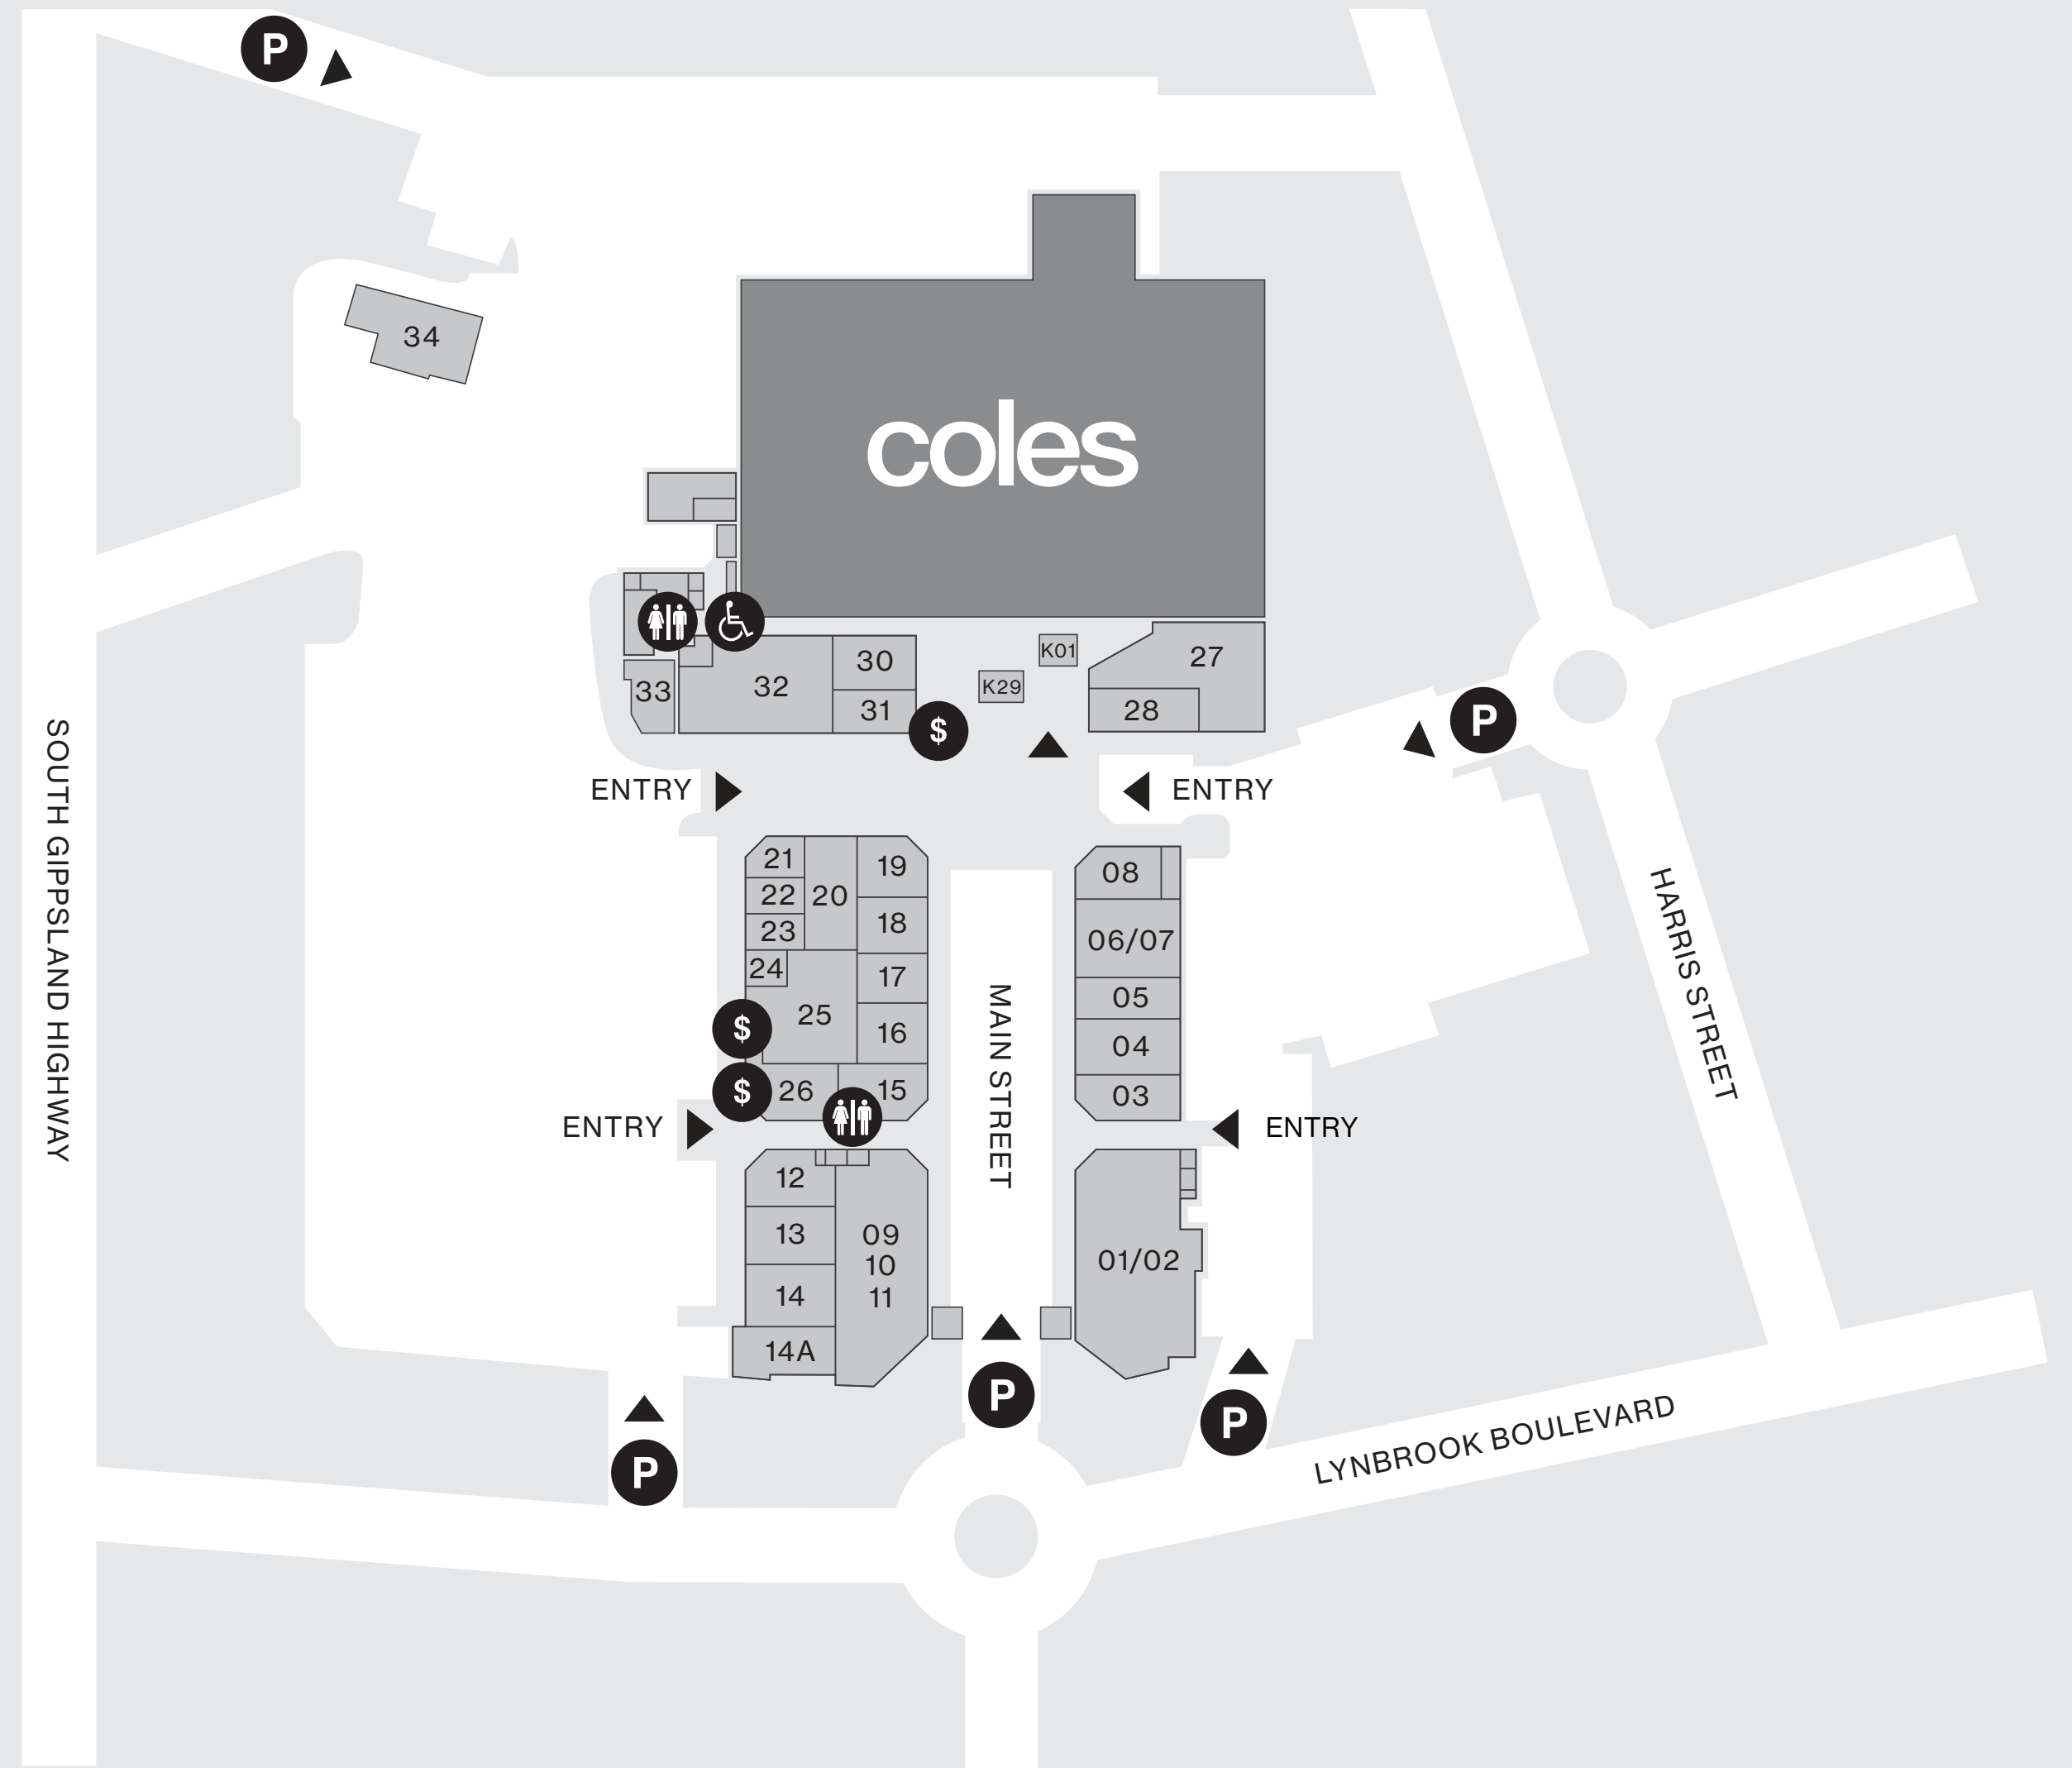 P
34
coles
30
K01
27
32
K29
33
31
28
$
P
ENTRY
ENTRY
SOUTH GIPPSLAND HIGHWAY
21
19
08
22
20
18
23
06/07
24
17
05
25
16
$
04
26
15
03
$
MAIN STREET
HARRIS STREET
ENTRY
ENTRY
12
13
09
10
11
01/02
14
14A
P
P
P
LYNBROOK BOULEVARD